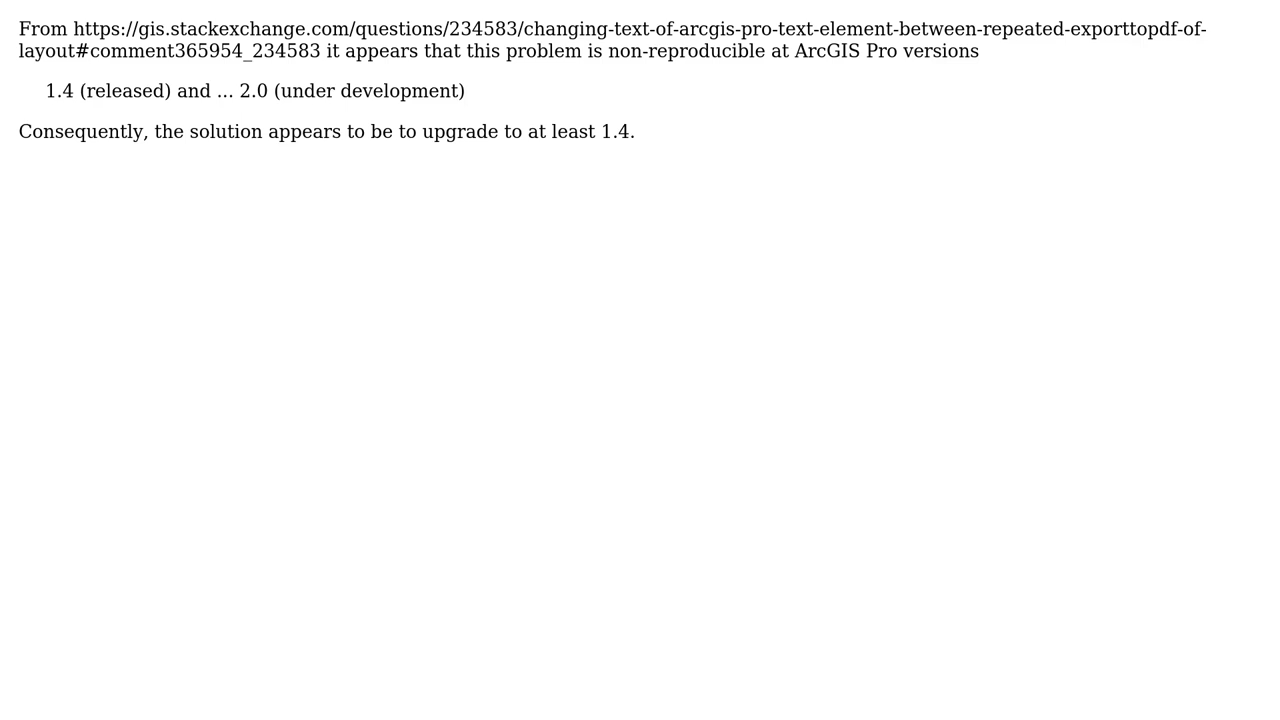 From https://gis.stackexchange.com/questions/234583/changing-text-of-arcgis-pro-text-element-between-repeated-exporttopdf-of-
layout#comment365954_234583 it appears that this problem is non-reproducible at ArcGIS Pro versions
1.4 (released) and ... 2.0 (under development)
Consequently, the solution appears to be to upgrade to at least 1.4.